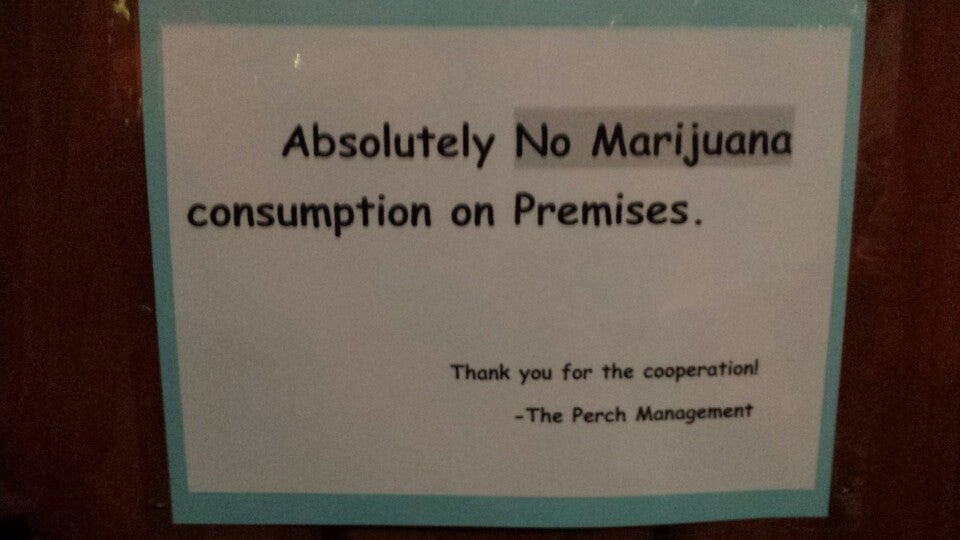 Absolutely No Marijuana
consumption on Premises.
Thank you for the cooperation!
-The Perch Management